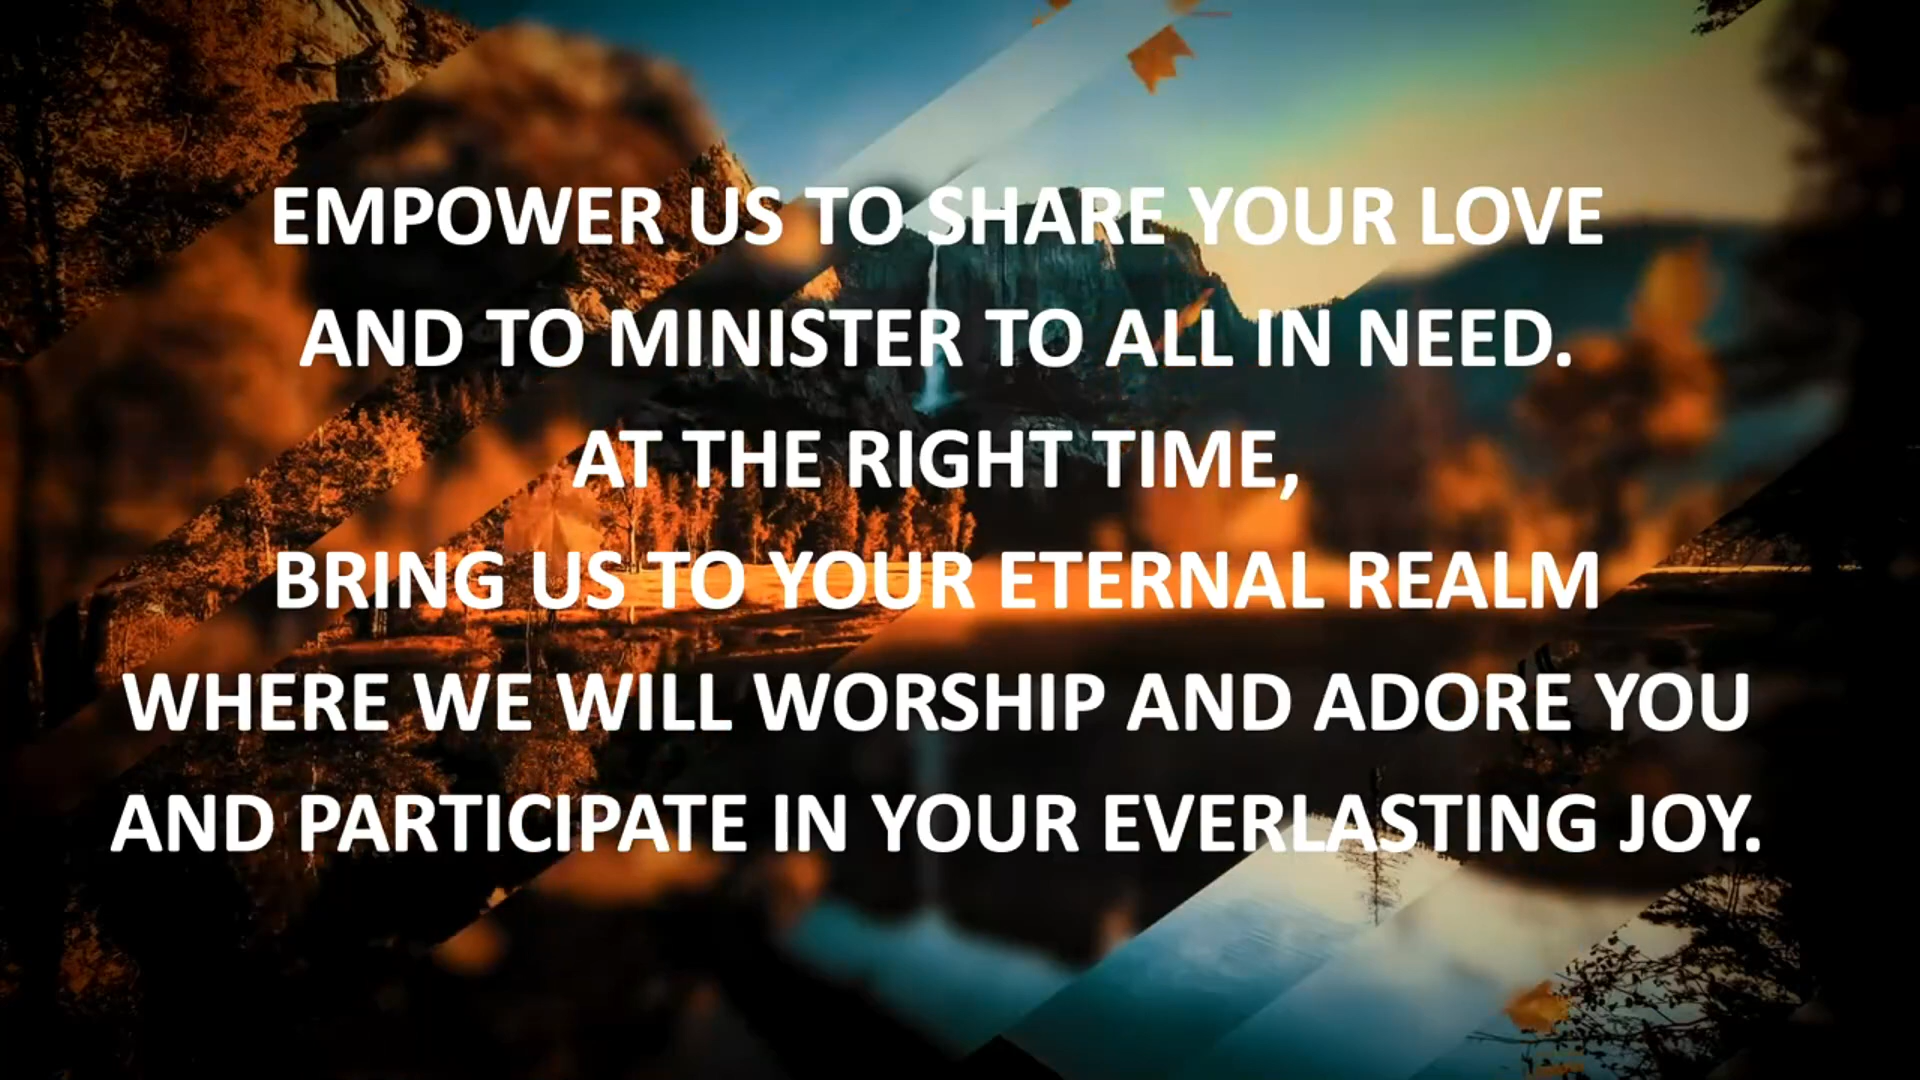 EMPOWER US TO SHARE YOUR LOVE
AND TO MINISTER TO ALL IN NEED.
AT THE RIGHT TIME,
BRING US TO YOUR ETERNAL REALM
WHERE WE WILL WORSHIP AND ADORE YOU
AND PARTICIPATE IN YOUR EVERLASTING JOY.